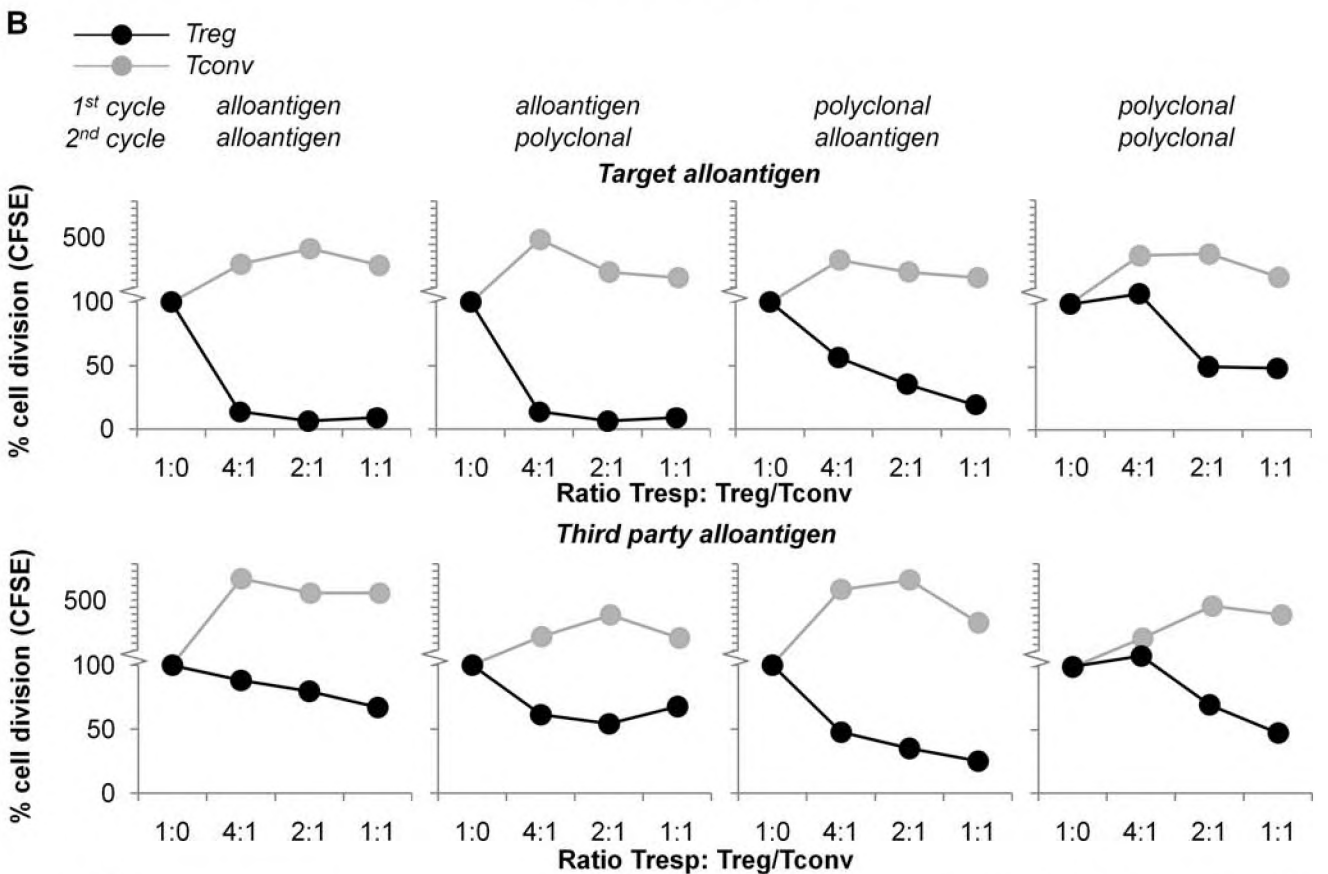 B
Treg
Tconv
1st cycle alloantigen alloantigen polyclonal polyclonal
2nd cycle alloantigen polyclonal alloantigen polyclonal
Target alloantigen
% cell division (CFSE)
500
100
50
0
1:0 4:1 2:1 1:1 1:0 4:1 2:1 1:1 1:0 4:1 2:1 1:1 1:0 4:1 2:1 1:1
Ratio Tresp: Treg/Tconv
Third party alloantigen
% cell division (CFSE)
500
100
50
0
1:0 4:1 2:1 1:1 1:0 4:1 2:1 1:1 1:0 4:1 2:1 1:1 1:0 4:1 2:1 1:1
Ratio Tresp: Treg/Tconv